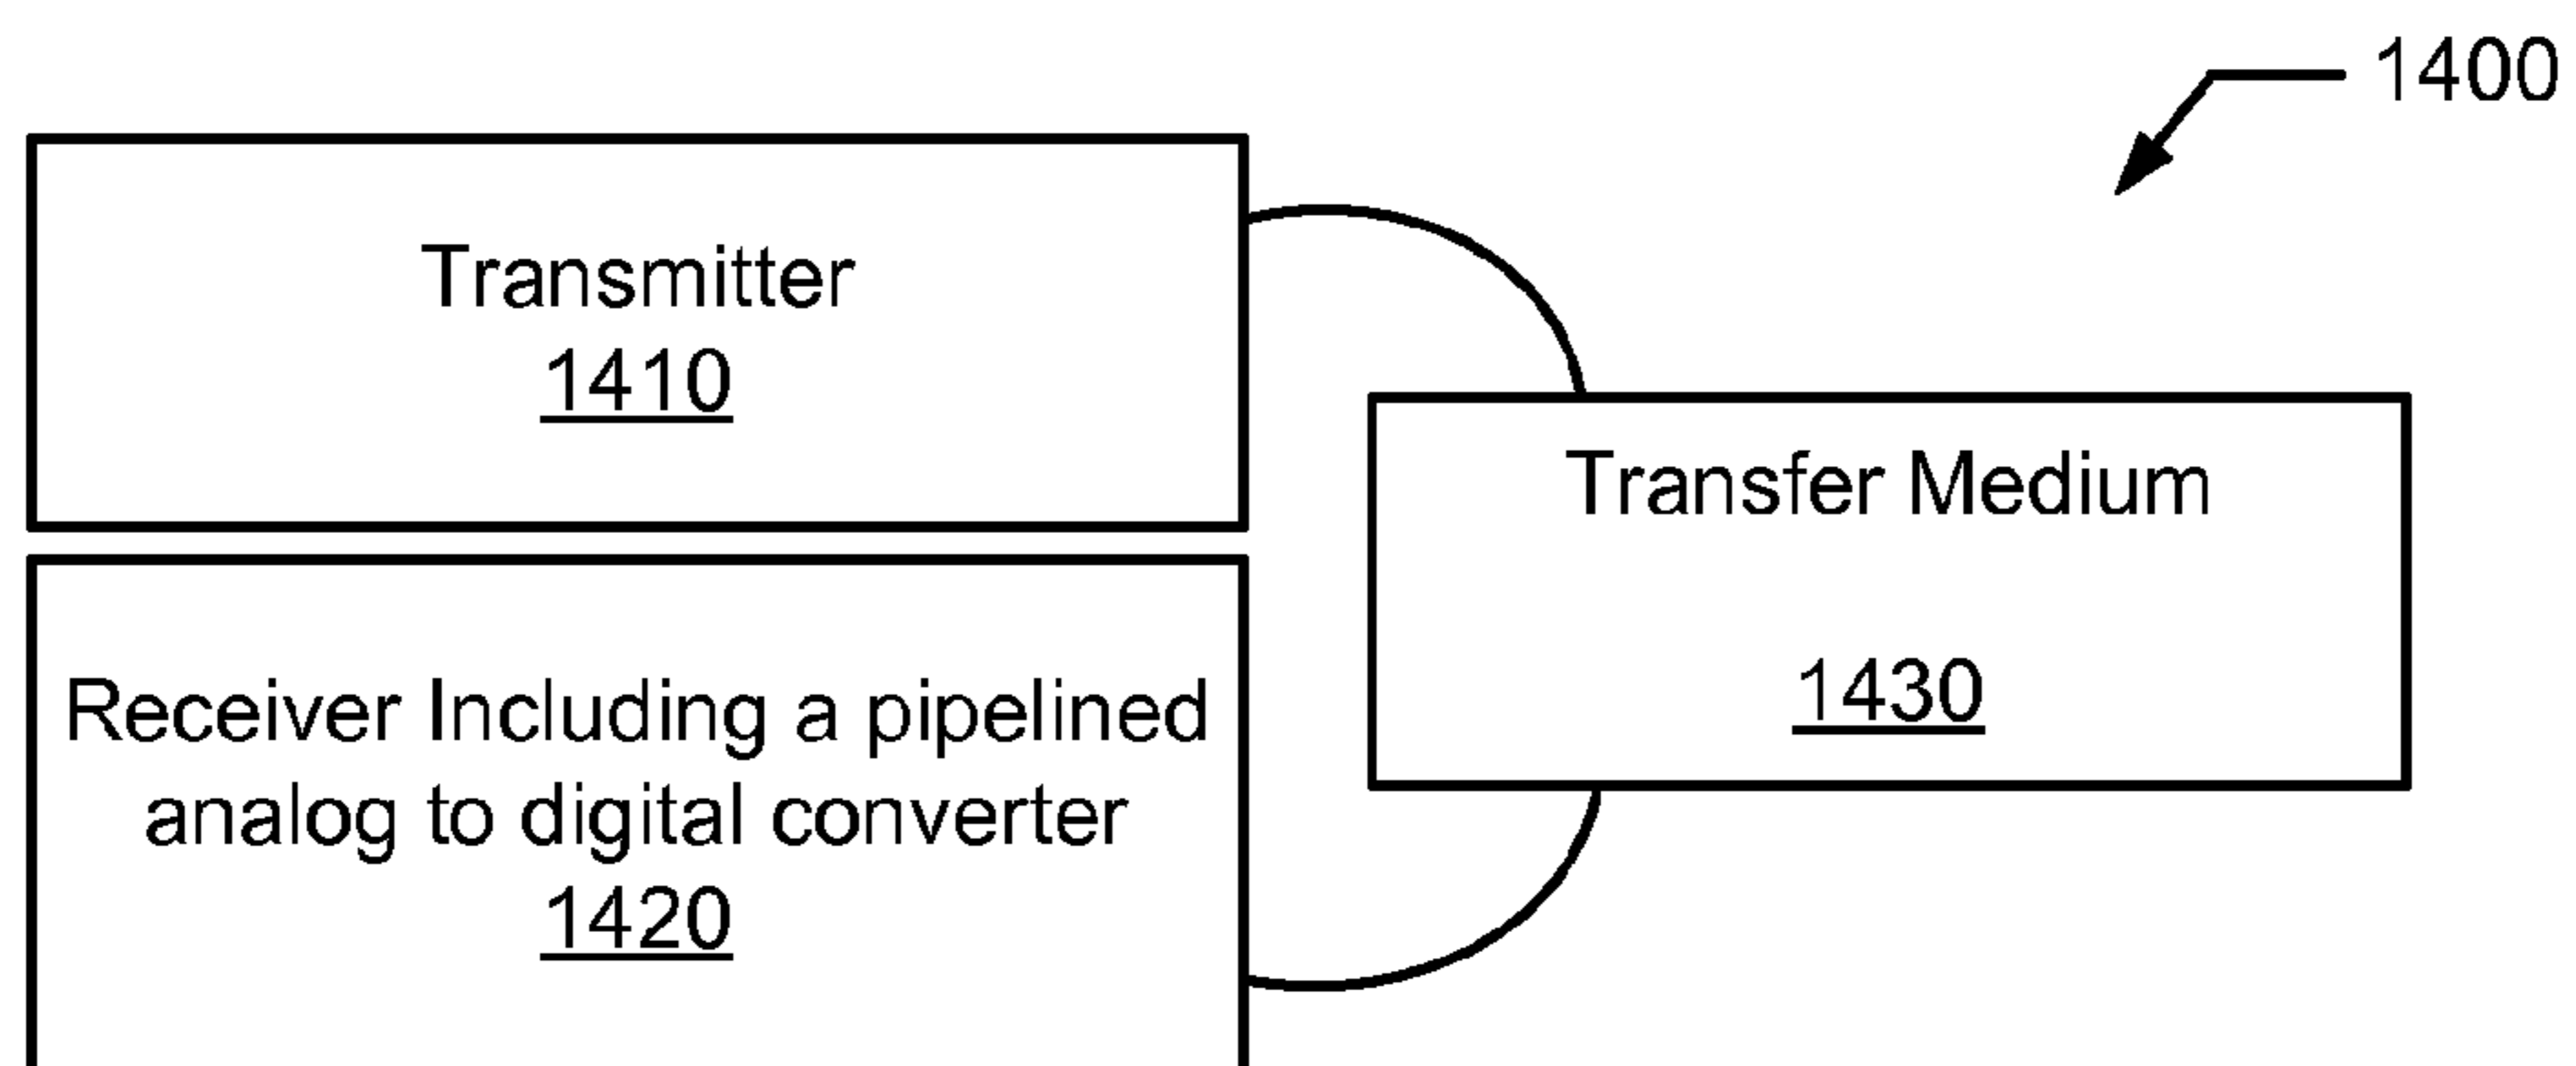 1400
Transmitter
1410
Transfer Medium
1430
Receiver Including a pipelined
analog to digital converter
1420